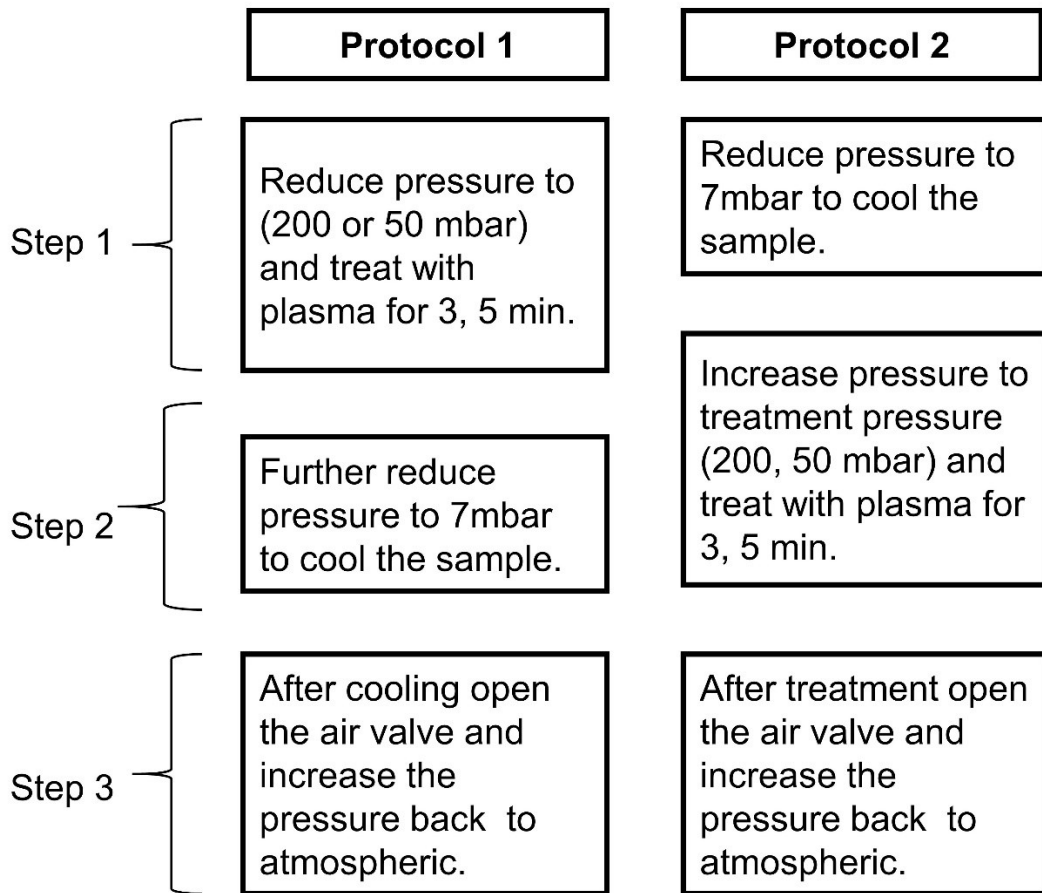 Protocol 1
Protocol 2
Step 1
Reduce pressure to
(200 or 50 mbar)
and treat with
plasma for 3, 5 min.
Reduce pressure to
7mbar to cool the
sample.
Step 2
Further reduce
pressure to 7mbar
to cool the sample.
Increase pressure to
treatment pressure
(200, 50 mbar) and
treat with plasma for
3, 5 min.
Step 3
After cooling open
the air valve and
increase the
pressure back  to
atmospheric.
After treatment open
the air valve and
increase the
pressure back  to
atmospheric.